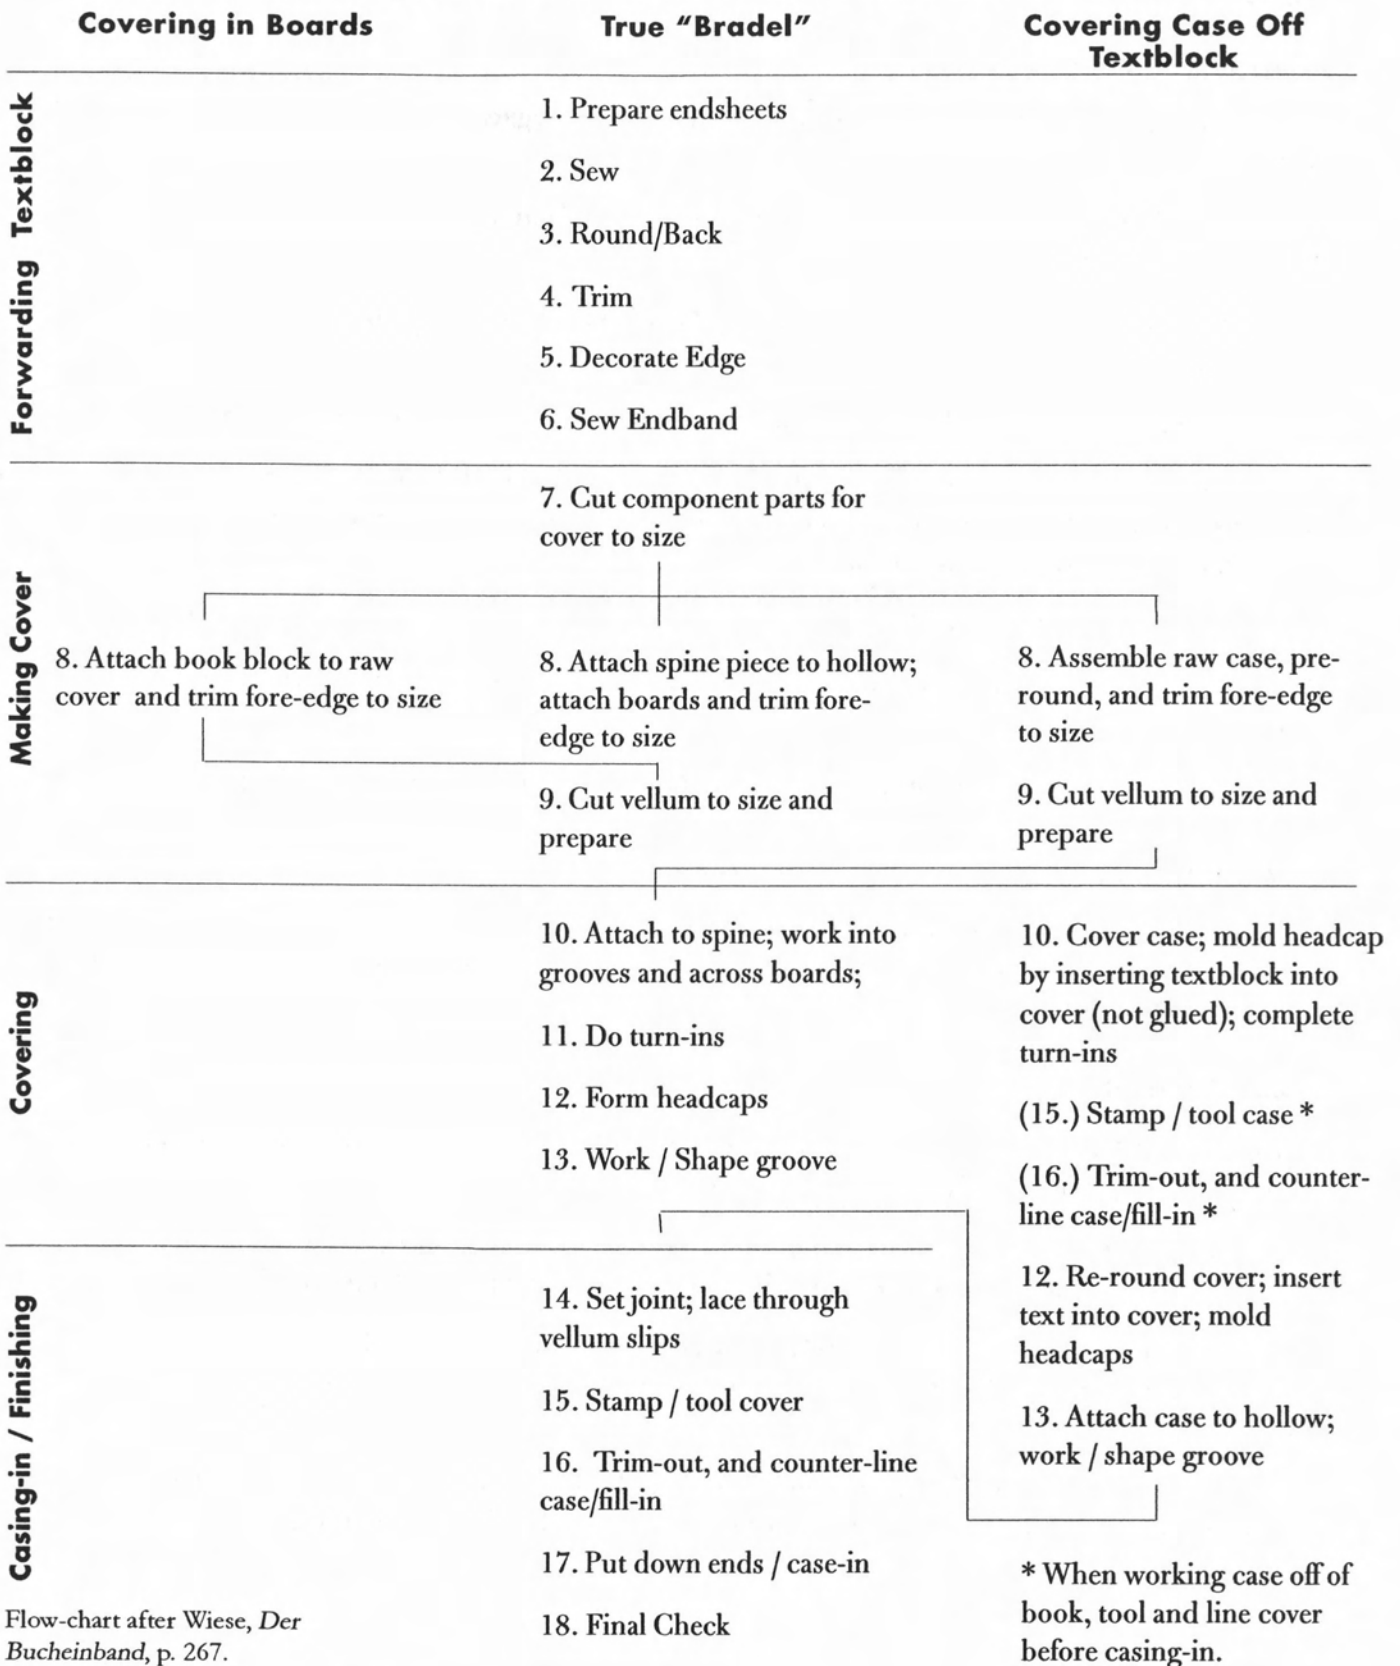 Covering in Boards
True "Bradel"
Covering Case Off
Textblock
Forwarding Textblock
1. Prepare endsheets
2. Sew
3. Round/Back
4. Trim
5. Decorate Edge
6. Sew Endband
Making Cover
7. Cut component parts for
cover to size
8. Attach book block to raw
cover and trim fore-edge to size
8. Attach spine piece to hollow;
attach boards and trim fore-
edge to size
9. Cut vellum to size and
prepare
8. Assemble raw case, pre-
round, and trim fore-edge
to size
9. Cut vellum to size and
prepare
Covering
10. Attach to spine; work into
grooves and across boards;
11. Do turn-ins
12. Form headcaps
13. Work / Shape groove
10. Cover case; mold headcap
by inserting textblock into
cover (not glued); complete
turn-ins
(15.) Stamp / tool case *
(16.) Trim-out, and counter-
line case/fill-in *
12. Re-round cover; insert
text into cover; mold
headcaps
13. Attach case to hollow;
work / shape groove
Casing-in / Finishing
14. Set joint; lace through
vellum slips
15. Stamp / tool cover
16. Trim-out, and counter-line
case/fill-in
17. Put down ends / case-in
18. Final Check
* When working case off of
book, tool and line cover
before casing-in.
Flow-chart after Wiese, Der
Bucheinband, p. 267.